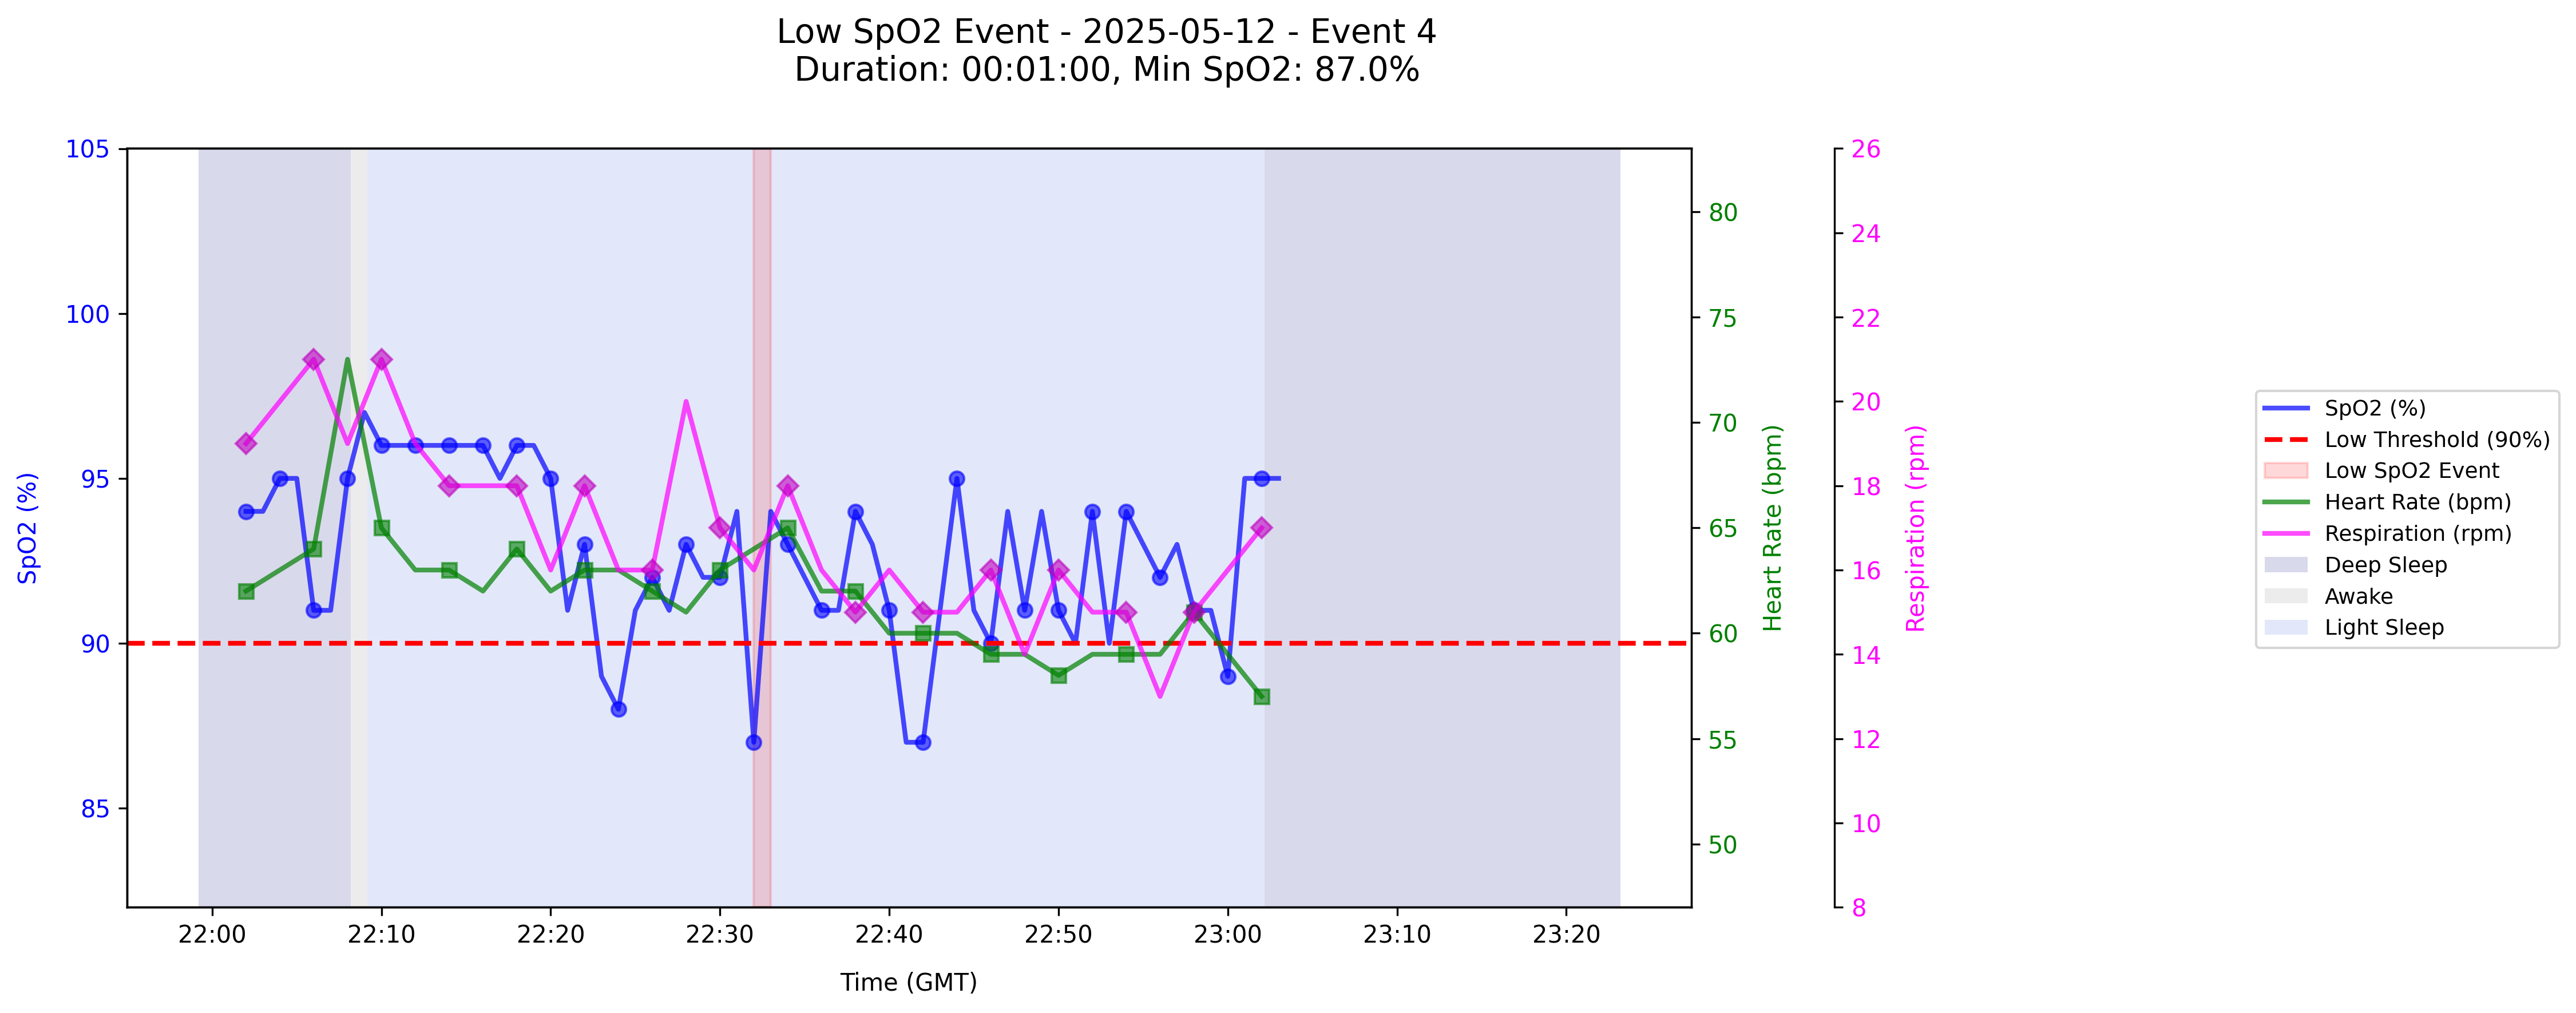 Low SpO2 Event - 2025-05-12 - Event 4
Duration: 00:01:00, Min SpO2: 87.0%
105
100
95
90
85
SpO2 (%)
80
75
70
65
60
55
50
Heart Rate (bpm)
26
24
22
20
18
16
14
12
10
8
Respiration (rpm)
22:00
22:10
22:20
22:30
22:40
22:50
23:00
23:10
23:20
Time (GMT)
SpO2 (%)
Low Threshold (90%)
Low SpO2 Event
Heart Rate (bpm)
Respiration (rpm)
Deep Sleep
Awake
Light Sleep